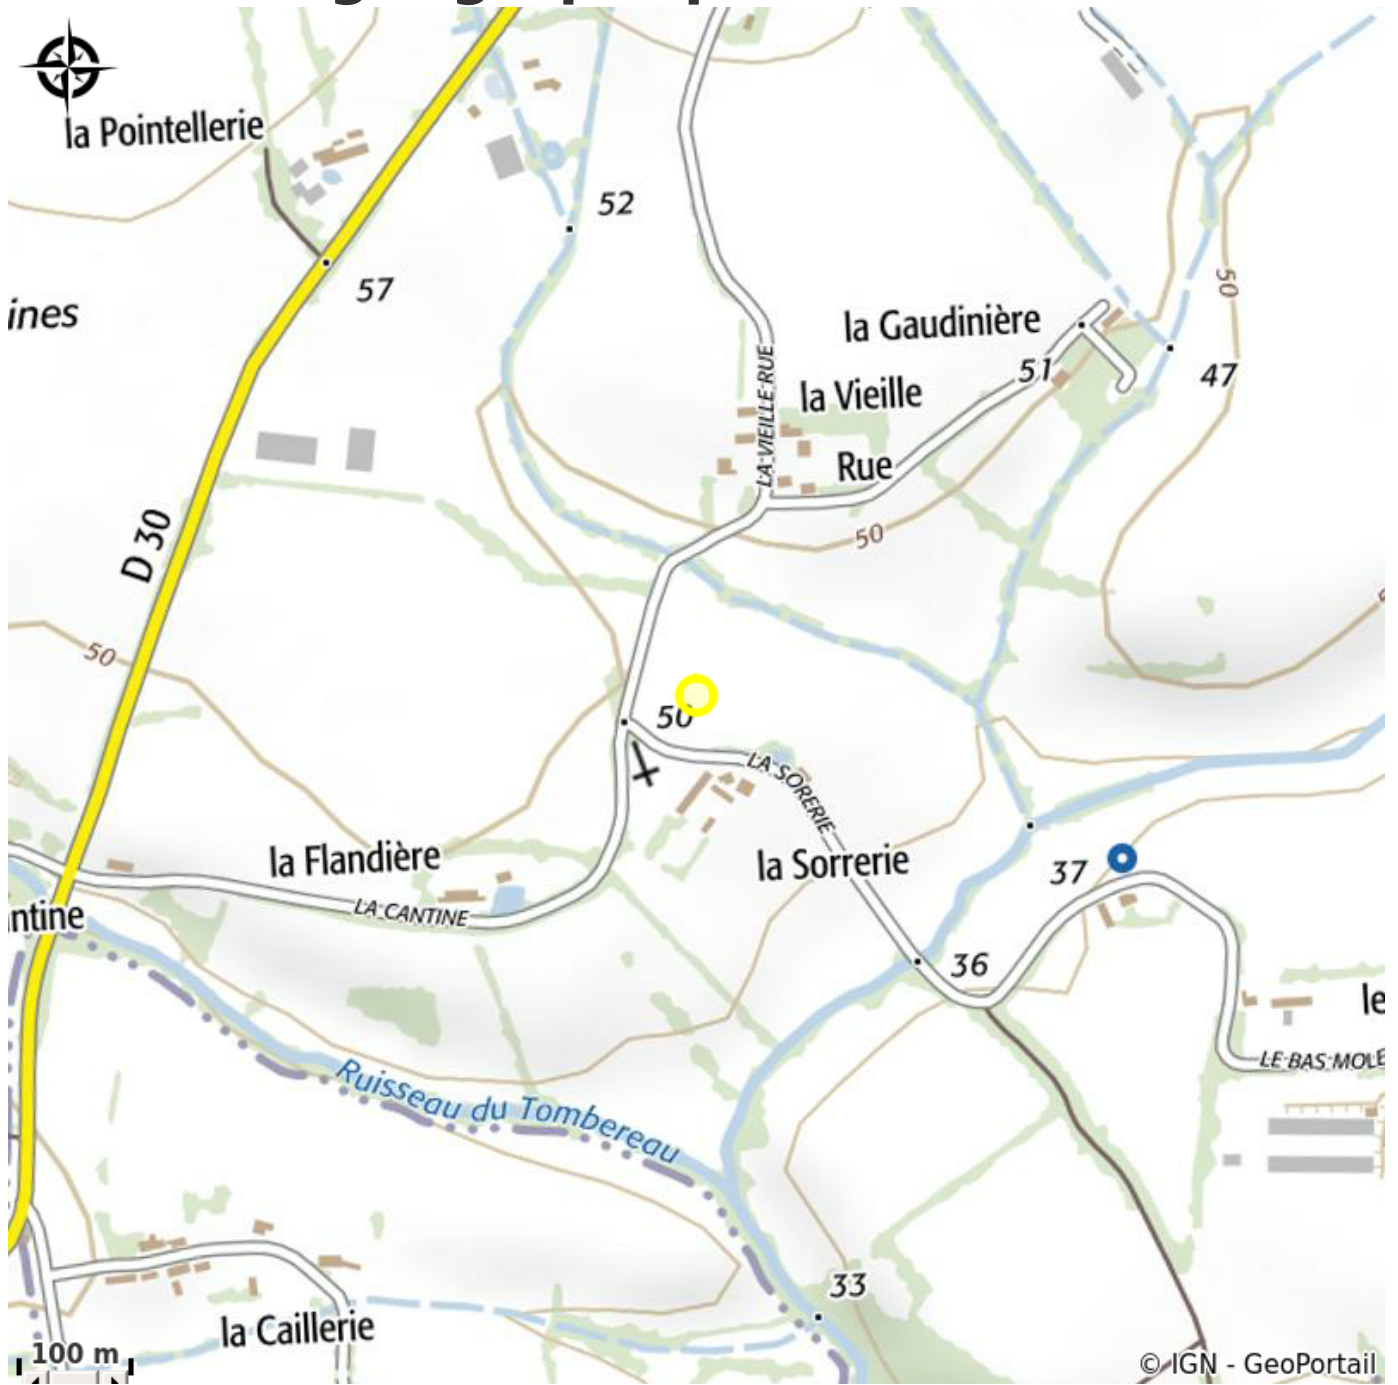 la Pointellerie
52
57
ines
la Gaudinière
50
51
47
LA VIEILLE RUE
la Vieille
Rue
D 30
50
50
50
LA SORERIE
la Flandière
la Sorrerie
37
LA CANTINE
ntine
36
le
LE BAS MOLE
Ruisseau du Tombereau
33
la Caillerie
100 m
© IGN - GeoPortail